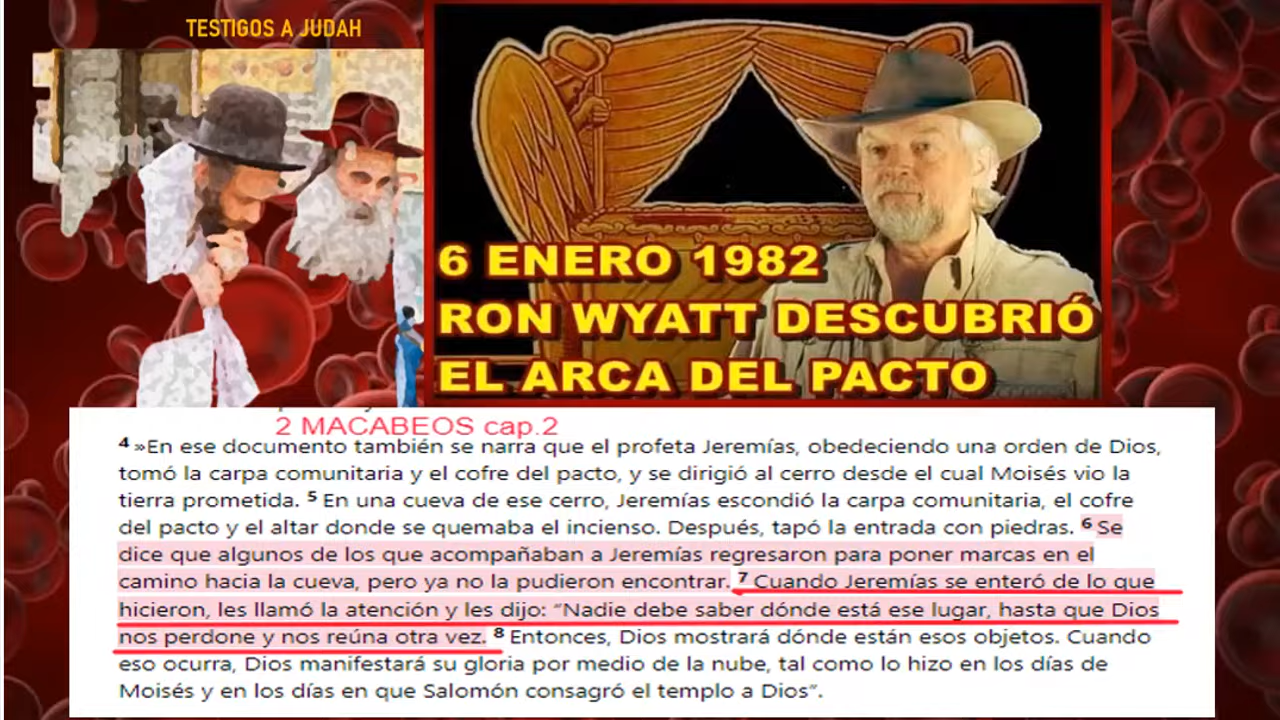 TESTIGOS A JUDAH
6 ENERO 1982
RON WYATT DESCUBRIÓ
EL ARCA DEL PACTO
2 MACABEOS cap.2
4 »En ese documento también se narra que el profeta Jeremías, obedeciendo una orden de Dios,
tomó la carpa comunitaria y el cofre del pacto, y se dirigió al cerro desde el cual Moisés vio la
tierra prometida. 5 En una cueva de ese cerro, Jeremías escondió la carpa comunitaria, el cofre
del pacto y el altar donde se quemaba el incienso. Después, tapó la entrada con piedras. 6 Se
dice que algunos de los que acompañaban a Jeremías regresaron para poner marcas en el
camino hacia la cueva, pero ya no la pudieron encontrar. 7 Cuando Jeremías se enteró de lo que
hicieron, les llamó la atención y les dijo: “Nadie debe saber dónde está ese lugar, hasta que Dios
nos perdone y nos reúna otra vez. 8 Entonces, Dios mostrará dónde están esos objetos. Cuando
eso ocurra, Dios manifestará su gloria por medio de la nube, tal como lo hizo en los días de
Moisés y en los días en que Salomón consagró el templo a Dios”.